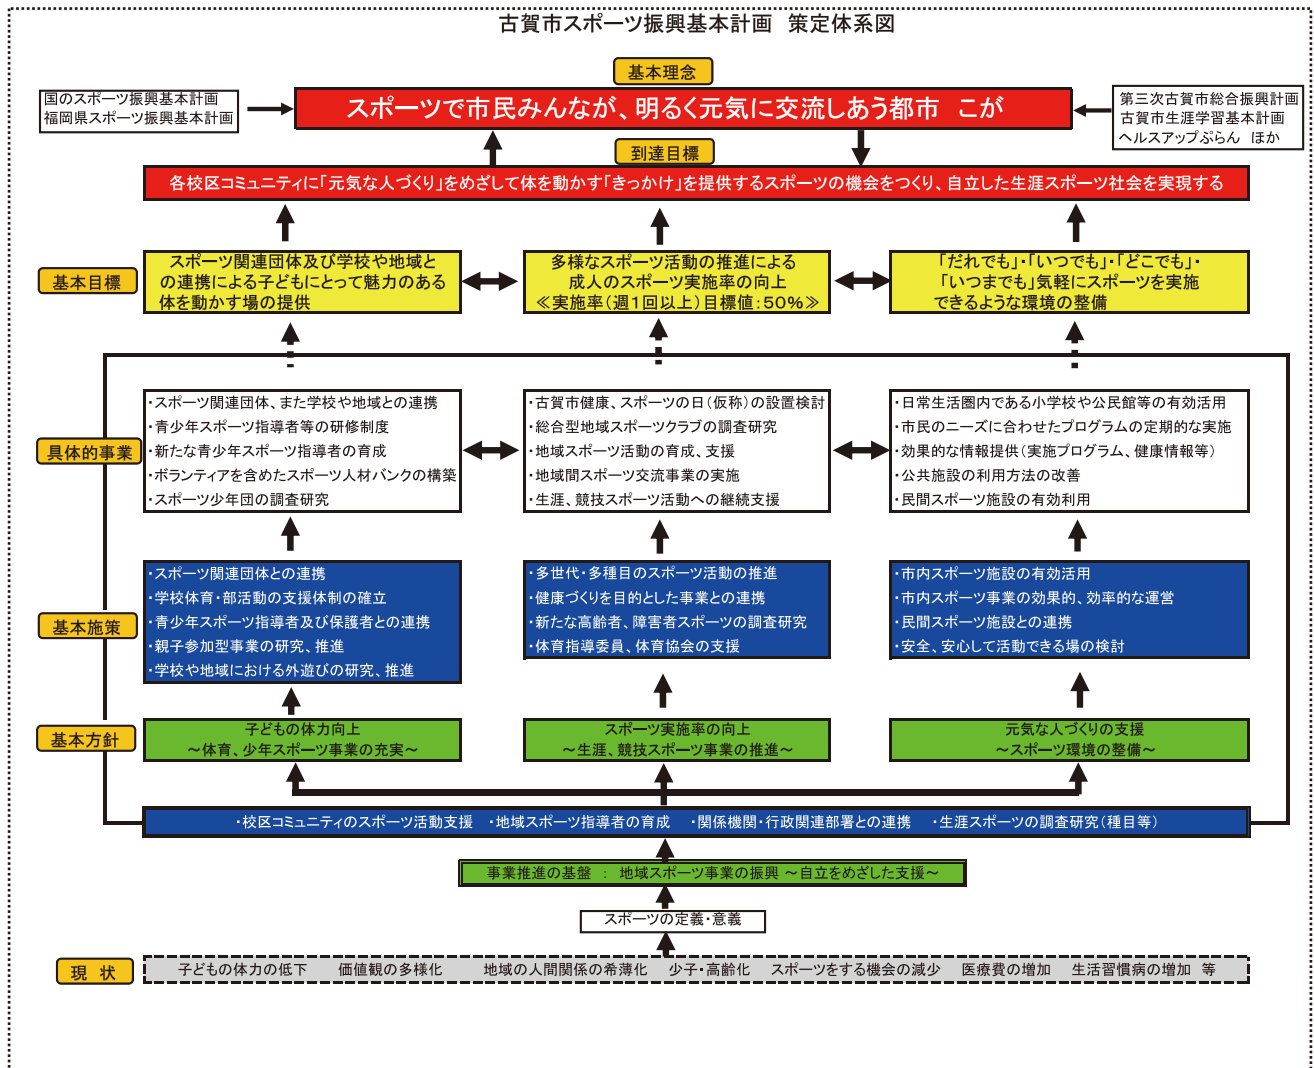 古賀市スポーツ振興基本計画　策定体系図
基本理念
国のスポーツ振興基本計画
福岡県スポーツ振興基本計画
スポーツで市民みんなが、明るく元気に交流しあう都市　こが
第三次古賀市総合振興計画
古賀市生涯学習基本計画
ヘルスアップぷらん　ほか
到達目標
各校区コミュニティに「元気な人づくり」をめざして体を動かす「きっかけ」を提供するスポーツの機会をつくり、自立した生涯スポーツ社会を実現する
基本目標
スポーツ関連団体及び学校や地域と
の連携による子どもにとって魅力のある
体を動かす場の提供
多様なスポーツ活動の推進による
成人のスポーツ実施率の向上
≪実施率（週１回以上）目標値：５０％≫
「だれでも」・「いつでも」・「どこでも」・
「いつまでも」気軽にスポーツを実施
できるような環境の整備
具体的事業
・スポーツ関連団体、また学校や地域との連携
・青少年スポーツ指導者等の研修制度
・新たな青少年スポーツ指導者の育成
・ボランティアを含めたスポーツ人材バンクの構築
・スポーツ少年団の調査研究
・古賀市健康、スポーツの日（仮称）の設置検討
・総合型地域スポーツクラブの調査研究
・地域スポーツ活動の育成、支援
・地域間スポーツ交流事業の実施
・生涯、競技スポーツ活動への継続支援
・日常生活圏内である小学校や公民館等の有効活用
・市民のニーズに合わせたプログラムの定期的な実施
・効果的な情報提供（実施プログラム、健康情報等）
・公共施設の利用方法の改善
・民間スポーツ施設の有効利用
基本施策
・スポーツ関連団体との連携
・学校体育・部活動の支援体制の確立
・青少年スポーツ指導者及び保護者との連携
・親子参加型事業の研究、推進
・学校や地域における外遊びの研究、推進
・多世代・多種目のスポーツ活動の推進
・健康づくりを目的とした事業との連携
・新たな高齢者、障害者スポーツの調査研究
・体育指導委員、体育協会の支援
・市内スポーツ施設の有効活用
・市内スポーツ事業の効果的、効率的な運営
・民間スポーツ施設との連携
・安全、安心して活動できる場の検討
基本方針
子どもの体力向上
～体育、少年スポーツ事業の充実～
スポーツ実施率の向上
～生涯、競技スポーツ事業の推進～
元気な人づくりの支援
～スポーツ環境の整備～
・校区コミュニティのスポーツ活動支援　・地域スポーツ指導者の育成　・関係機関・行政関連部署との連携　・生涯スポーツの調査研究（種目等）
事業推進の基盤　：　地域スポーツ事業の振興 ～自立をめざした支援～
スポーツの定義・意義
現　状
子どもの体力の低下　価値観の多様化　地域の人間関係の希薄化　少子・高齢化　スポーツをする機会の減少　医療費の増加　生活習慣病の増加　等